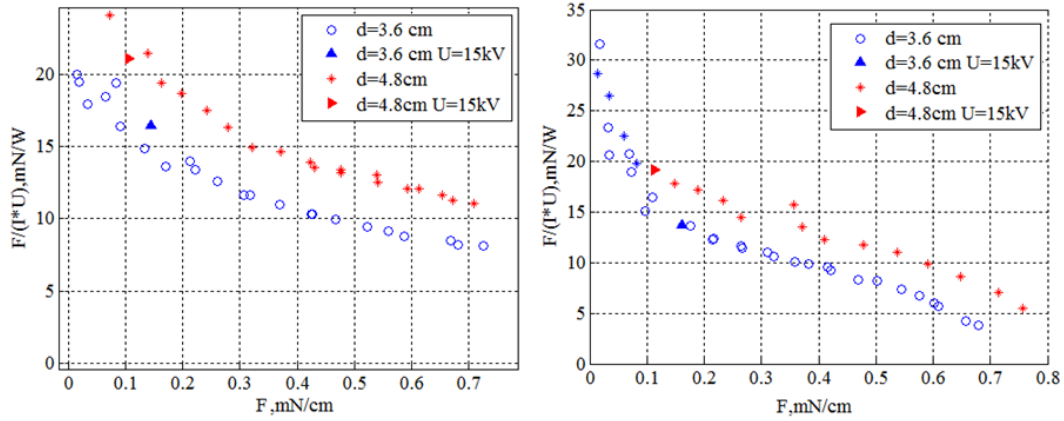 F/(I*U),mN/W
20
15
10
5
0
0 0.1 0.2 0.3 0.4 0.5 0.6 0.7
F,mN/cm
d=3.6 cm
d=3.6 cm U=15kV
d=4.8cm
d=4.8cm U=15kV
F/(I*U),mN/W
35
30
25
20
15
10
5
0
0 0.1 0.2 0.3 0.4 0.5 0.6 0.7 0.8
F,mN/cm
d=3.6 cm
d=3.6 cm U=15kV
d=4.8cm
d=4.8cm U=15kV